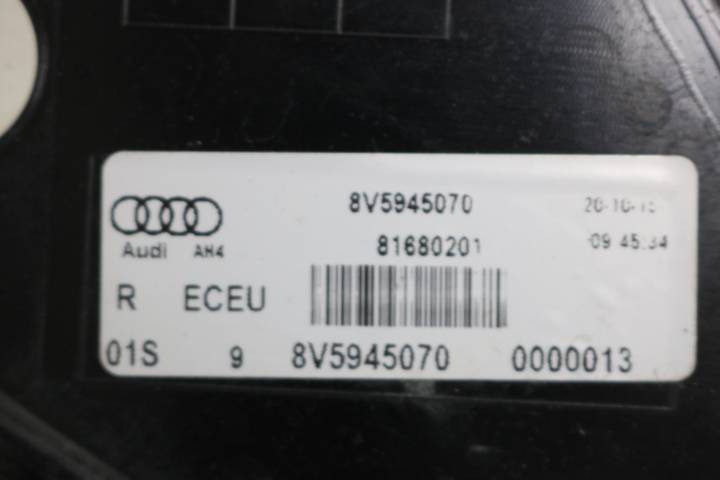 8V5945070
81680201 09 45:34
Audi AH4
R ECEU
01S 9 8V5945070 0000013